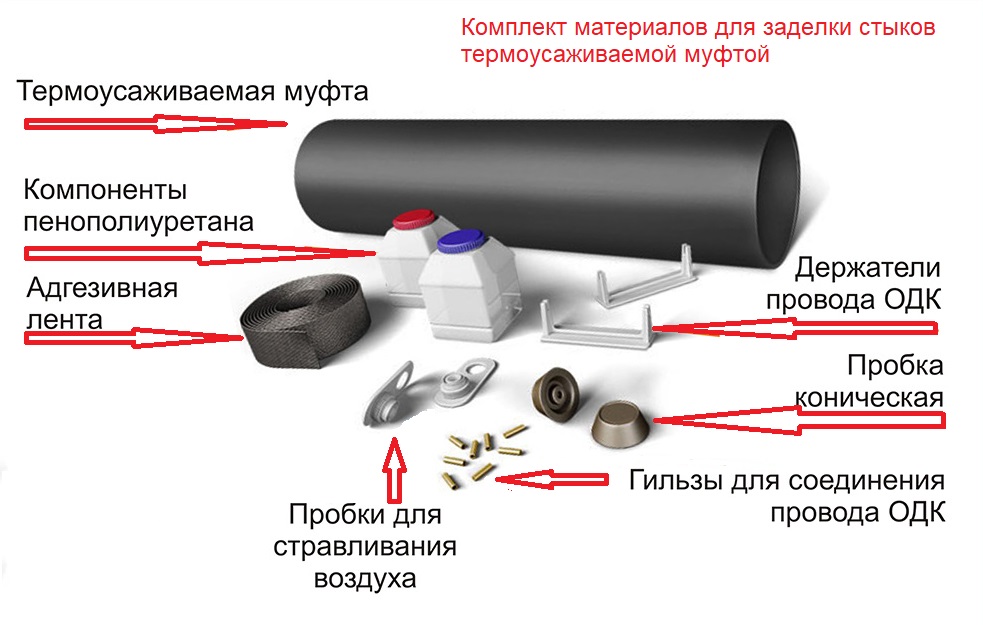 Комплект материалов для заделки стыков
термоусаживаемой муфтой
Термоусаживаемая муфта
Компоненты
пенополиуретана
Адгезивная
лента
Держатели
провода ОДК
Пробка
коническая
Гильзы для соединения
провода ОДК
Пробки для
стравливания
воздуха